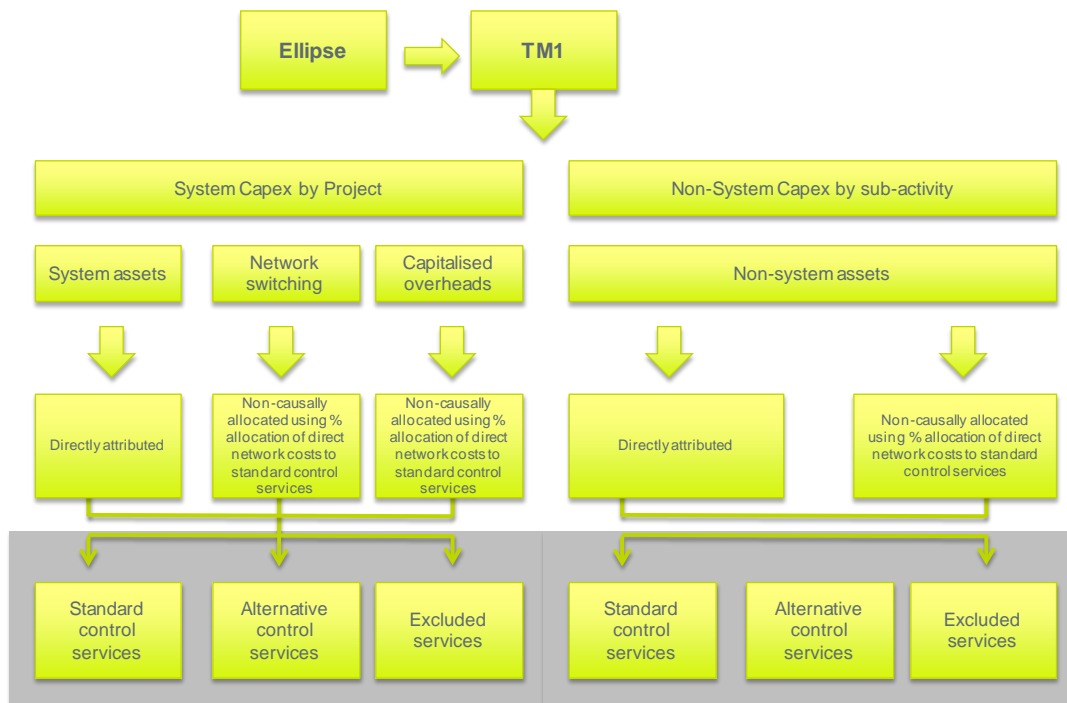 Ellipse
TM1
System Capex by Project
Non-System Capex by sub-activity
System assets
Network
switching
Capitalised
overheads
Non-system assets
Directly attributed
Non-causally
allocated using %
allocation of direct
network costs to
standard control
services
Non-causally
allocated using %
allocation of direct
network costs to
standard control
services
Directly attributed
Non-causally allocated
using % allocation of direct
network costs to standard
control services
Standard
control
services
Alternative
control
services
Excluded
services
Standard
control
services
Alternative
control
services
Excluded
services